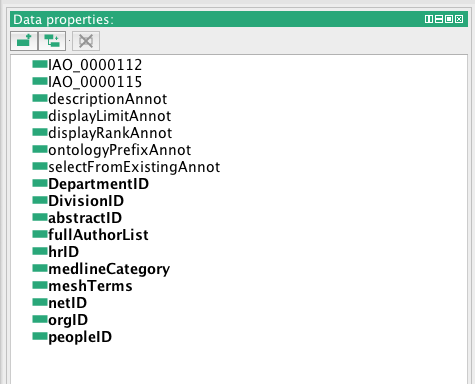 Data properties:
IAO_0000112
IAO_0000115
descriptionAnnot
displayLimitAnnot
displayRankAnnot
ontologyPrefixAnnot
selectFromExistingAnnot
DepartmentID
DivisionID
abstractID
fullAuthorList
hrID
medlineCategory
meshTerms
netID
orgID
peopleID